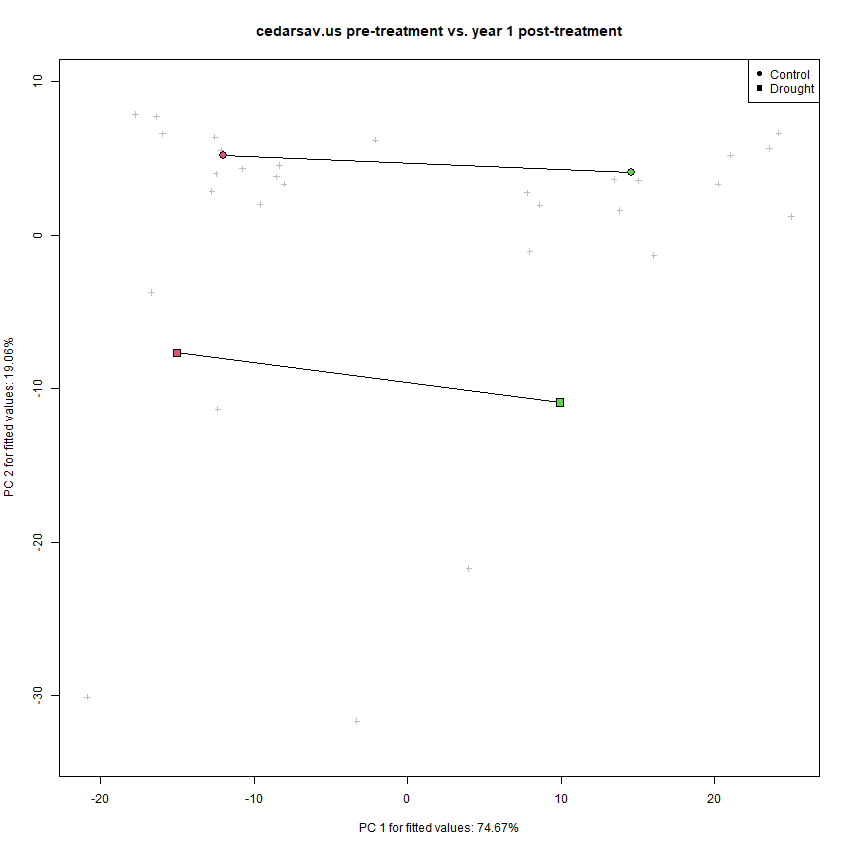 cedarsav.us pre-treatment vs. year 1 post-treatment
Control
Drought
10
0
-10
-20
-30
PC 2 for fitted values: 19.06%
-20
-10
0
10
20
PC 1 for fitted values: 74.67%